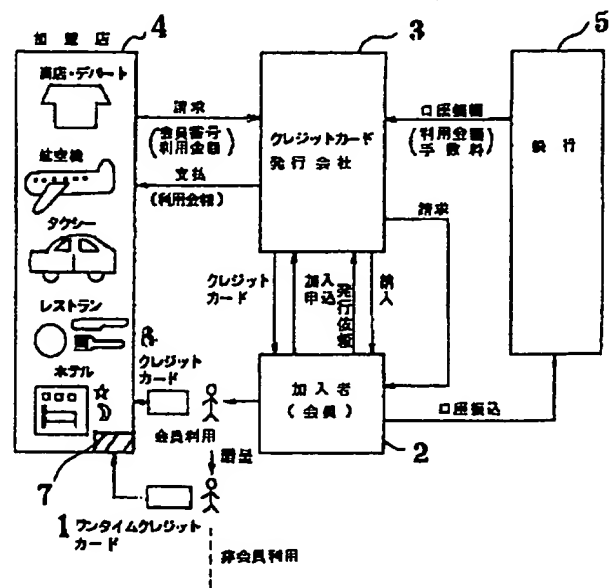 加盟店
4
商店・デパート
航空機
タクシー
レストラン
ホテル
7
請求
(会員番号
利用金額)
支払
(利用金額)
3
クレジットカード
発行会社
口座振替
(利用金額
手数料)
5
銀行
請求
クレジット
カード
加入
申込
発行依頼
納入
8
クレジット
カード
会員利用
加入者
(会員)
2
口座振込
贈呈
1 ワンタイムクレジット
カード
非会員利用